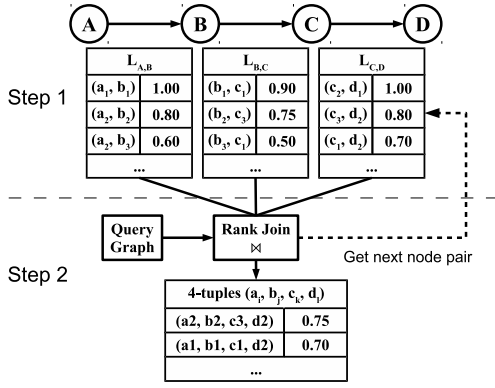 A B C D
Step 1
L_{A,B} L_{B,C} L_{C,D}
(a₁, b₁) 1.00 (b₁, c₁) 0.90 (c₂, d₁) 1.00
(a₂, b₂) 0.80 (b₂, c₃) 0.75 (c₃, d₂) 0.80
(a₂, b₃) 0.60 (b₃, c₁) 0.50 (c₁, d₂) 0.70
... ... ...
Step 2
Query Graph
Rank Join
⋈
Get next node pair
4-tuples (aᵢ, bⱼ, cₖ, dₗ)
(a2, b2, c3, d2) 0.75
(a1, b1, c1, d2) 0.70
...